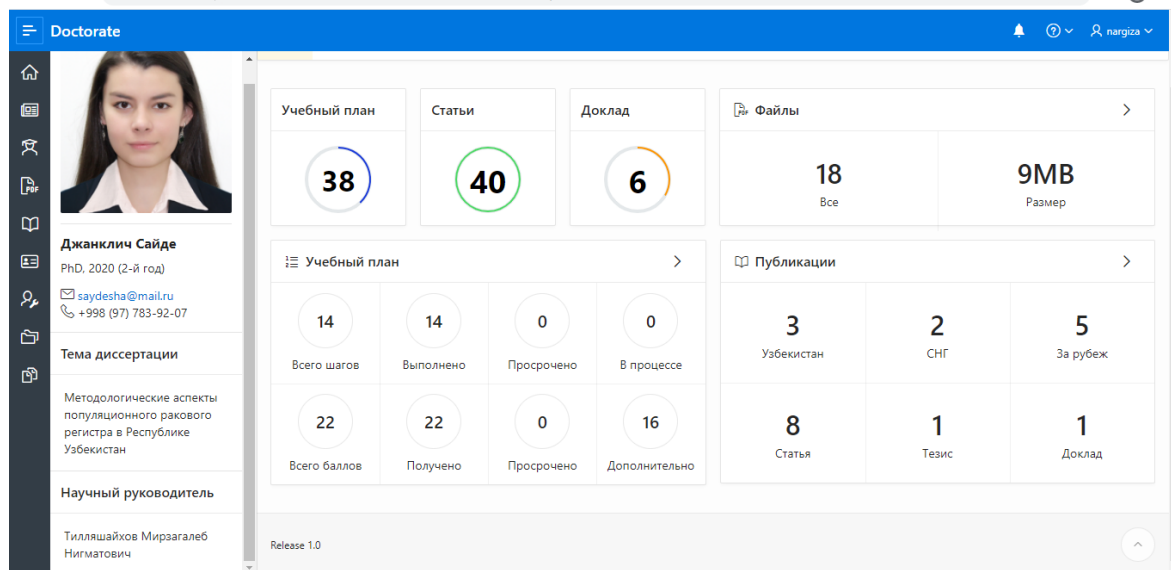 Doctorate
nargiza
Джанклич Сайде
PhD, 2020 (2-й год)
saydesha@mail.ru
+998 (97) 783-92-07
Тема диссертации
Методологические аспекты
популяционного ракового
регистра в Республике
Узбекистан
Научный руководитель
Тилляшайхов Мирзагалеб
Нигматович
Учебный план
38
Статьи
40
Доклад
6
PDF Файлы
18
Все
9MB
Размер
Учебный план
14 14 0 0
Всего шагов Выполнено Просрочено В процессе
22 22 0 16
Всего баллов Получено Просрочено Дополнительно
Публикации
3 2 5
Узбекистан СНГ За рубеж
8 1 1
Статья Тезис Доклад
Release 1.0